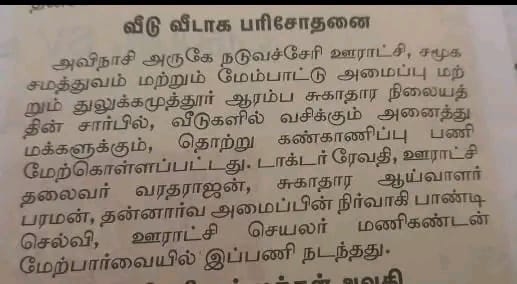 வீடு வீடாக பரிசோதனை
அவிநாசி அருகே நடுவச்சேரி ஊராட்சி, சமூக
சமத்துவம் மற்றும் மேம்பாட்டு அமைப்பு மற்
றும் துலுக்கமுத்தூர் ஆரம்ப சுகாதார நிலையத்
தின் சார்பில், வீடுகளில் வசிக்கும் அனைத்து
மக்களுக்கும், தொற்று கண்காணிப்பு பணி
மேற்கொள்ளப்பட்டது. டாக்டர் ரேவதி, ஊராட்சி
தலைவர் வரதராஜன், சுகாதார ஆய்வாளர்
பரமன், தன்னார்வ அமைப்பின் நிர்வாகி பாண்டி
செல்வி, ஊராட்சி செயலர் மணிகண்டன்
மேற்பார்வையில் இப்பணி நடந்தது.